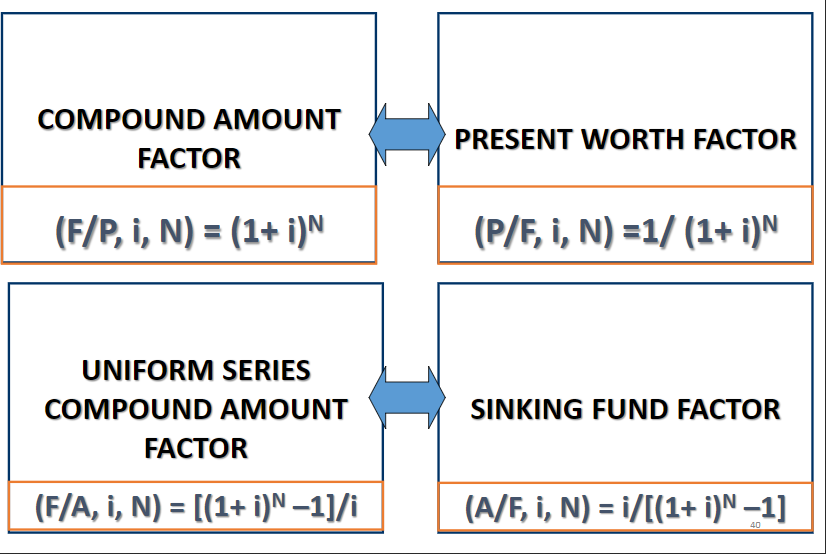 COMPOUND AMOUNT
FACTOR
(F/P, i, N) = (1+ i)ᴺ
PRESENT WORTH FACTOR
(P/F, i, N) =1/ (1+ i)ᴺ
UNIFORM SERIES
COMPOUND AMOUNT
FACTOR
(F/A, i, N) = [(1+ i)ᴺ –1]/i
SINKING FUND FACTOR
(A/F, i, N) = i/[(1+ i)ᴺ –1]
40